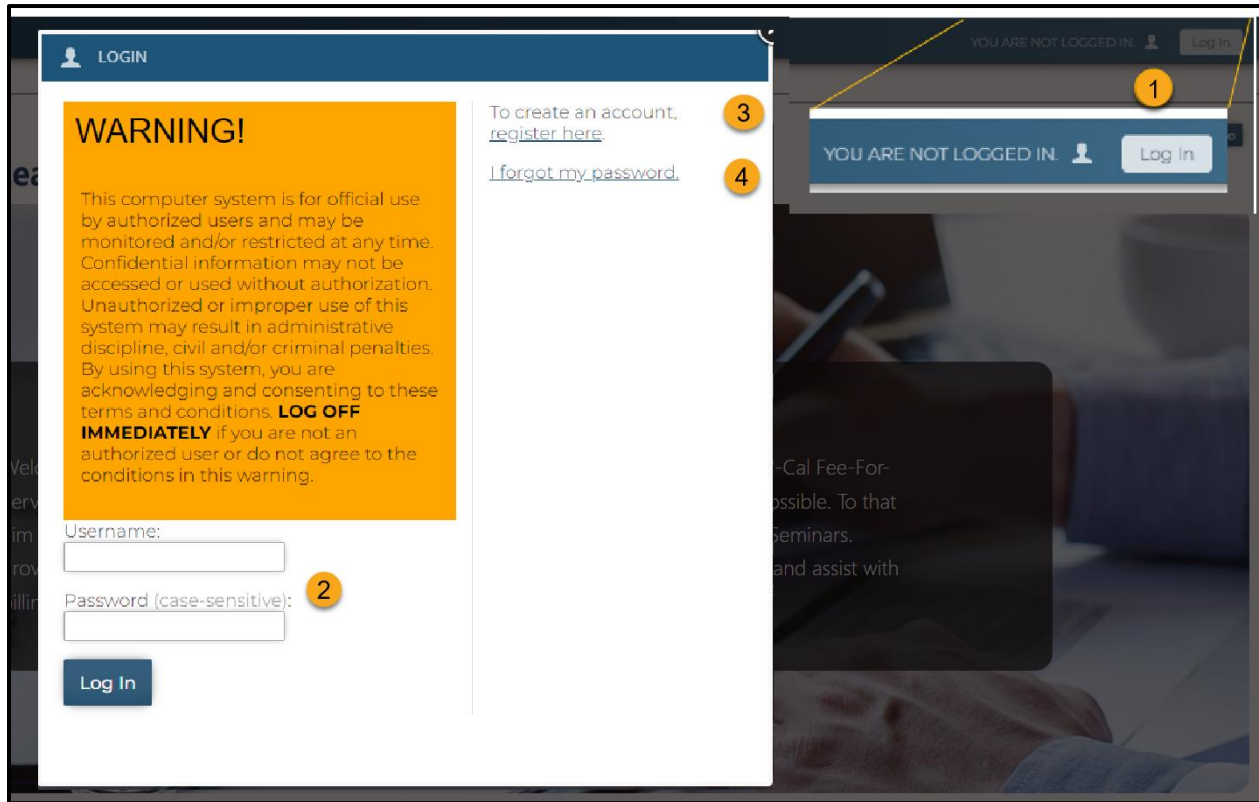 LOGIN
WARNING!
This computer system is for official use
by authorized users and may be
monitored and/or restricted at any time.
Confidential information may not be
accessed or used without authorization.
Unauthorized or improper use of this
system may result in administrative
discipline, civil and/or criminal penalties.
By using this system, you are
acknowledging and consenting to these
terms and conditions. LOG OFF
IMMEDIATELY if you are not an
authorized user or do not agree to the
conditions in this warning.
Username:
Password (case-sensitive):
2
Log In
To create an account,
register here.
3
I forgot my password.
4
YOU ARE NOT LOGGED IN.
Log In
1
YOU ARE NOT LOGGED IN.
Log In
-Cal Fee-For-
To that
Seminars.
and assist with